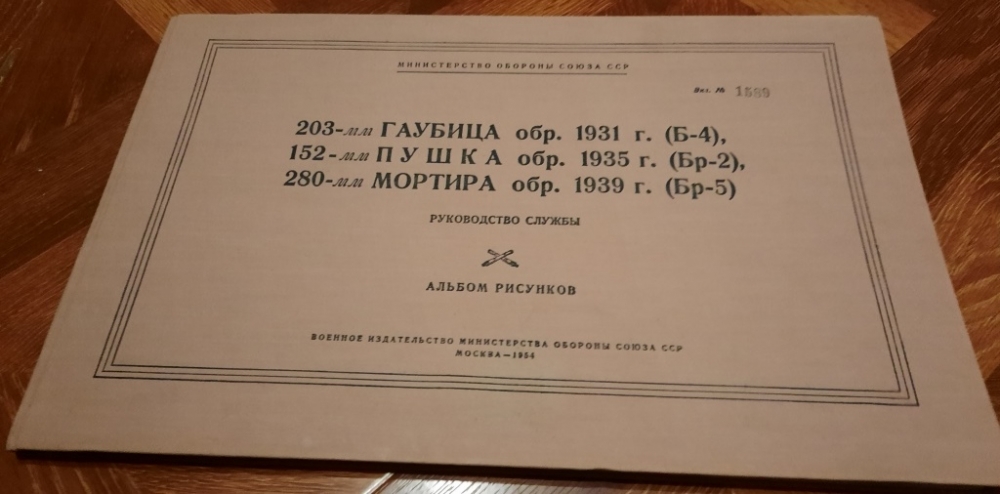 МИНИСТЕРСТВО ОБОРОНЫ СОЮЗА ССР
Экз. № 1589
203-мм ГАУБИЦА обр. 1931 г. (Б-4),
152-мм ПУШКА обр. 1935 г. (Бр-2),
280-мм МОРТИРА обр. 1939 г. (Бр-5)
РУКОВОДСТВО СЛУЖБЫ
АЛЬБОМ РИСУНКОВ
ВОЕННОЕ ИЗДАТЕЛЬСТВО МИНИСТЕРСТВА ОБОРОНЫ СОЮЗА ССР
МОСКВА—1954